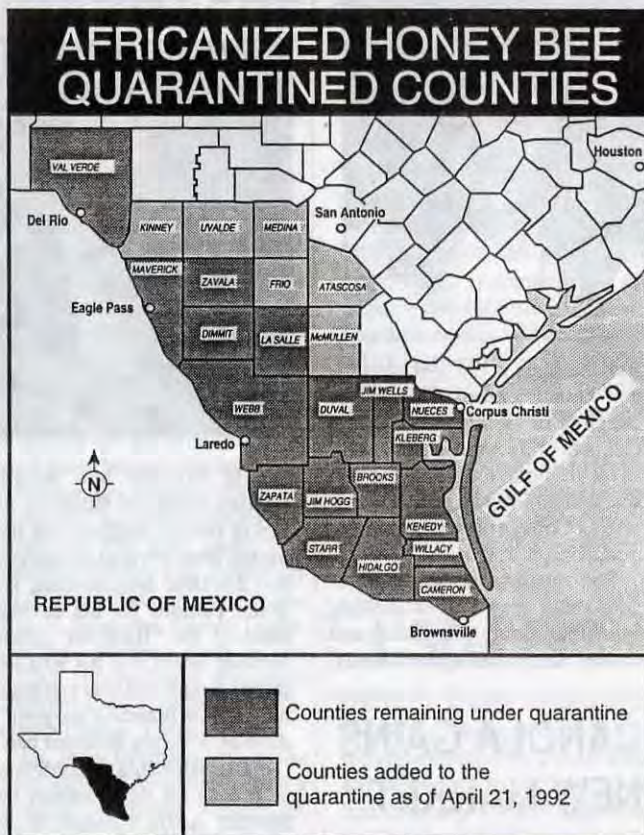 AFRICANIZED HONEY BEE
QUARANTINED COUNTIES
Houston
VAL VERDE
Del Rio
San Antonio
KINNEY
UVALDE
MEDINA
MAVERICK
ZAVALA
FRIO
ATASCOSA
Eagle Pass
DIMMIT
LA SALLE
McMULLEN
JIM WELLS
WEBB
DUVAL
NUECES
Corpus Christi
Laredo
KLEBERG
GULF OF MEXICO
N
BROOKS
ZAPATA
JIM HOGG
KENEDY
STARR
WILLACY
HIDALGO
CAMERON
REPUBLIC OF MEXICO
Brownsville
Counties remaining under quarantine
Counties added to the
quarantine as of April 21, 1992